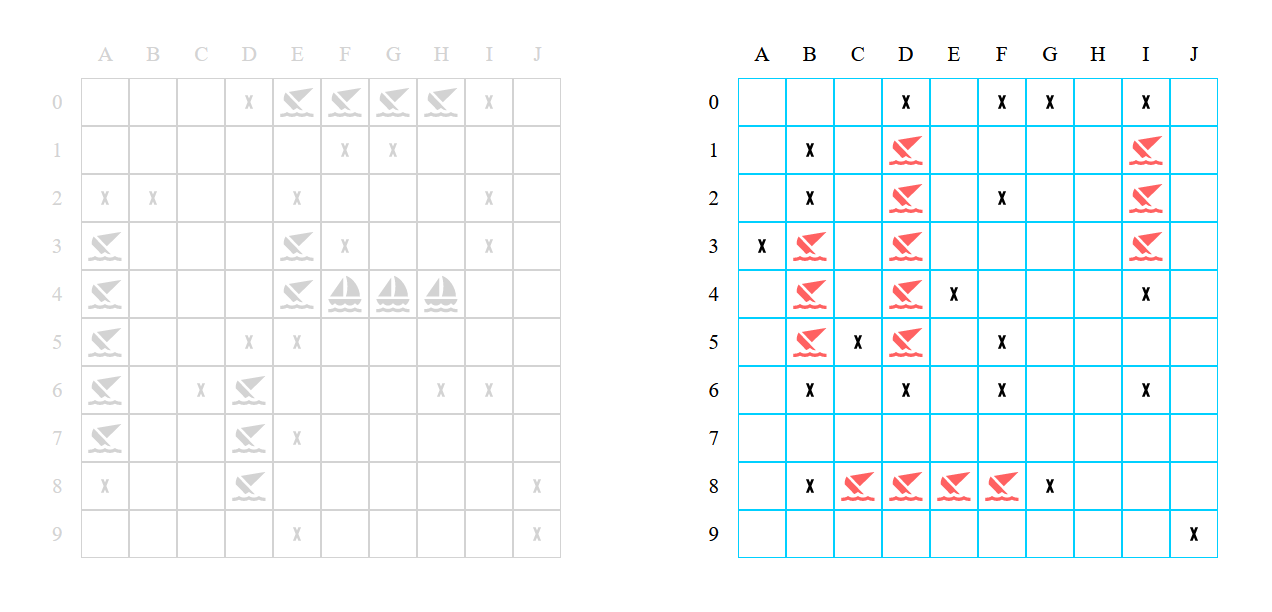 A B C D E F G H I J
0 x x
1 x x
2 x x x x
3 x x
4
5 x x
6 x x x
7 x
8 x x
9 x x
A B C D E F G H I J
0 x x x x
1 x
2 x x
3 x
4 x x
5 x x
6 x x x x
7
8 x x
9 x